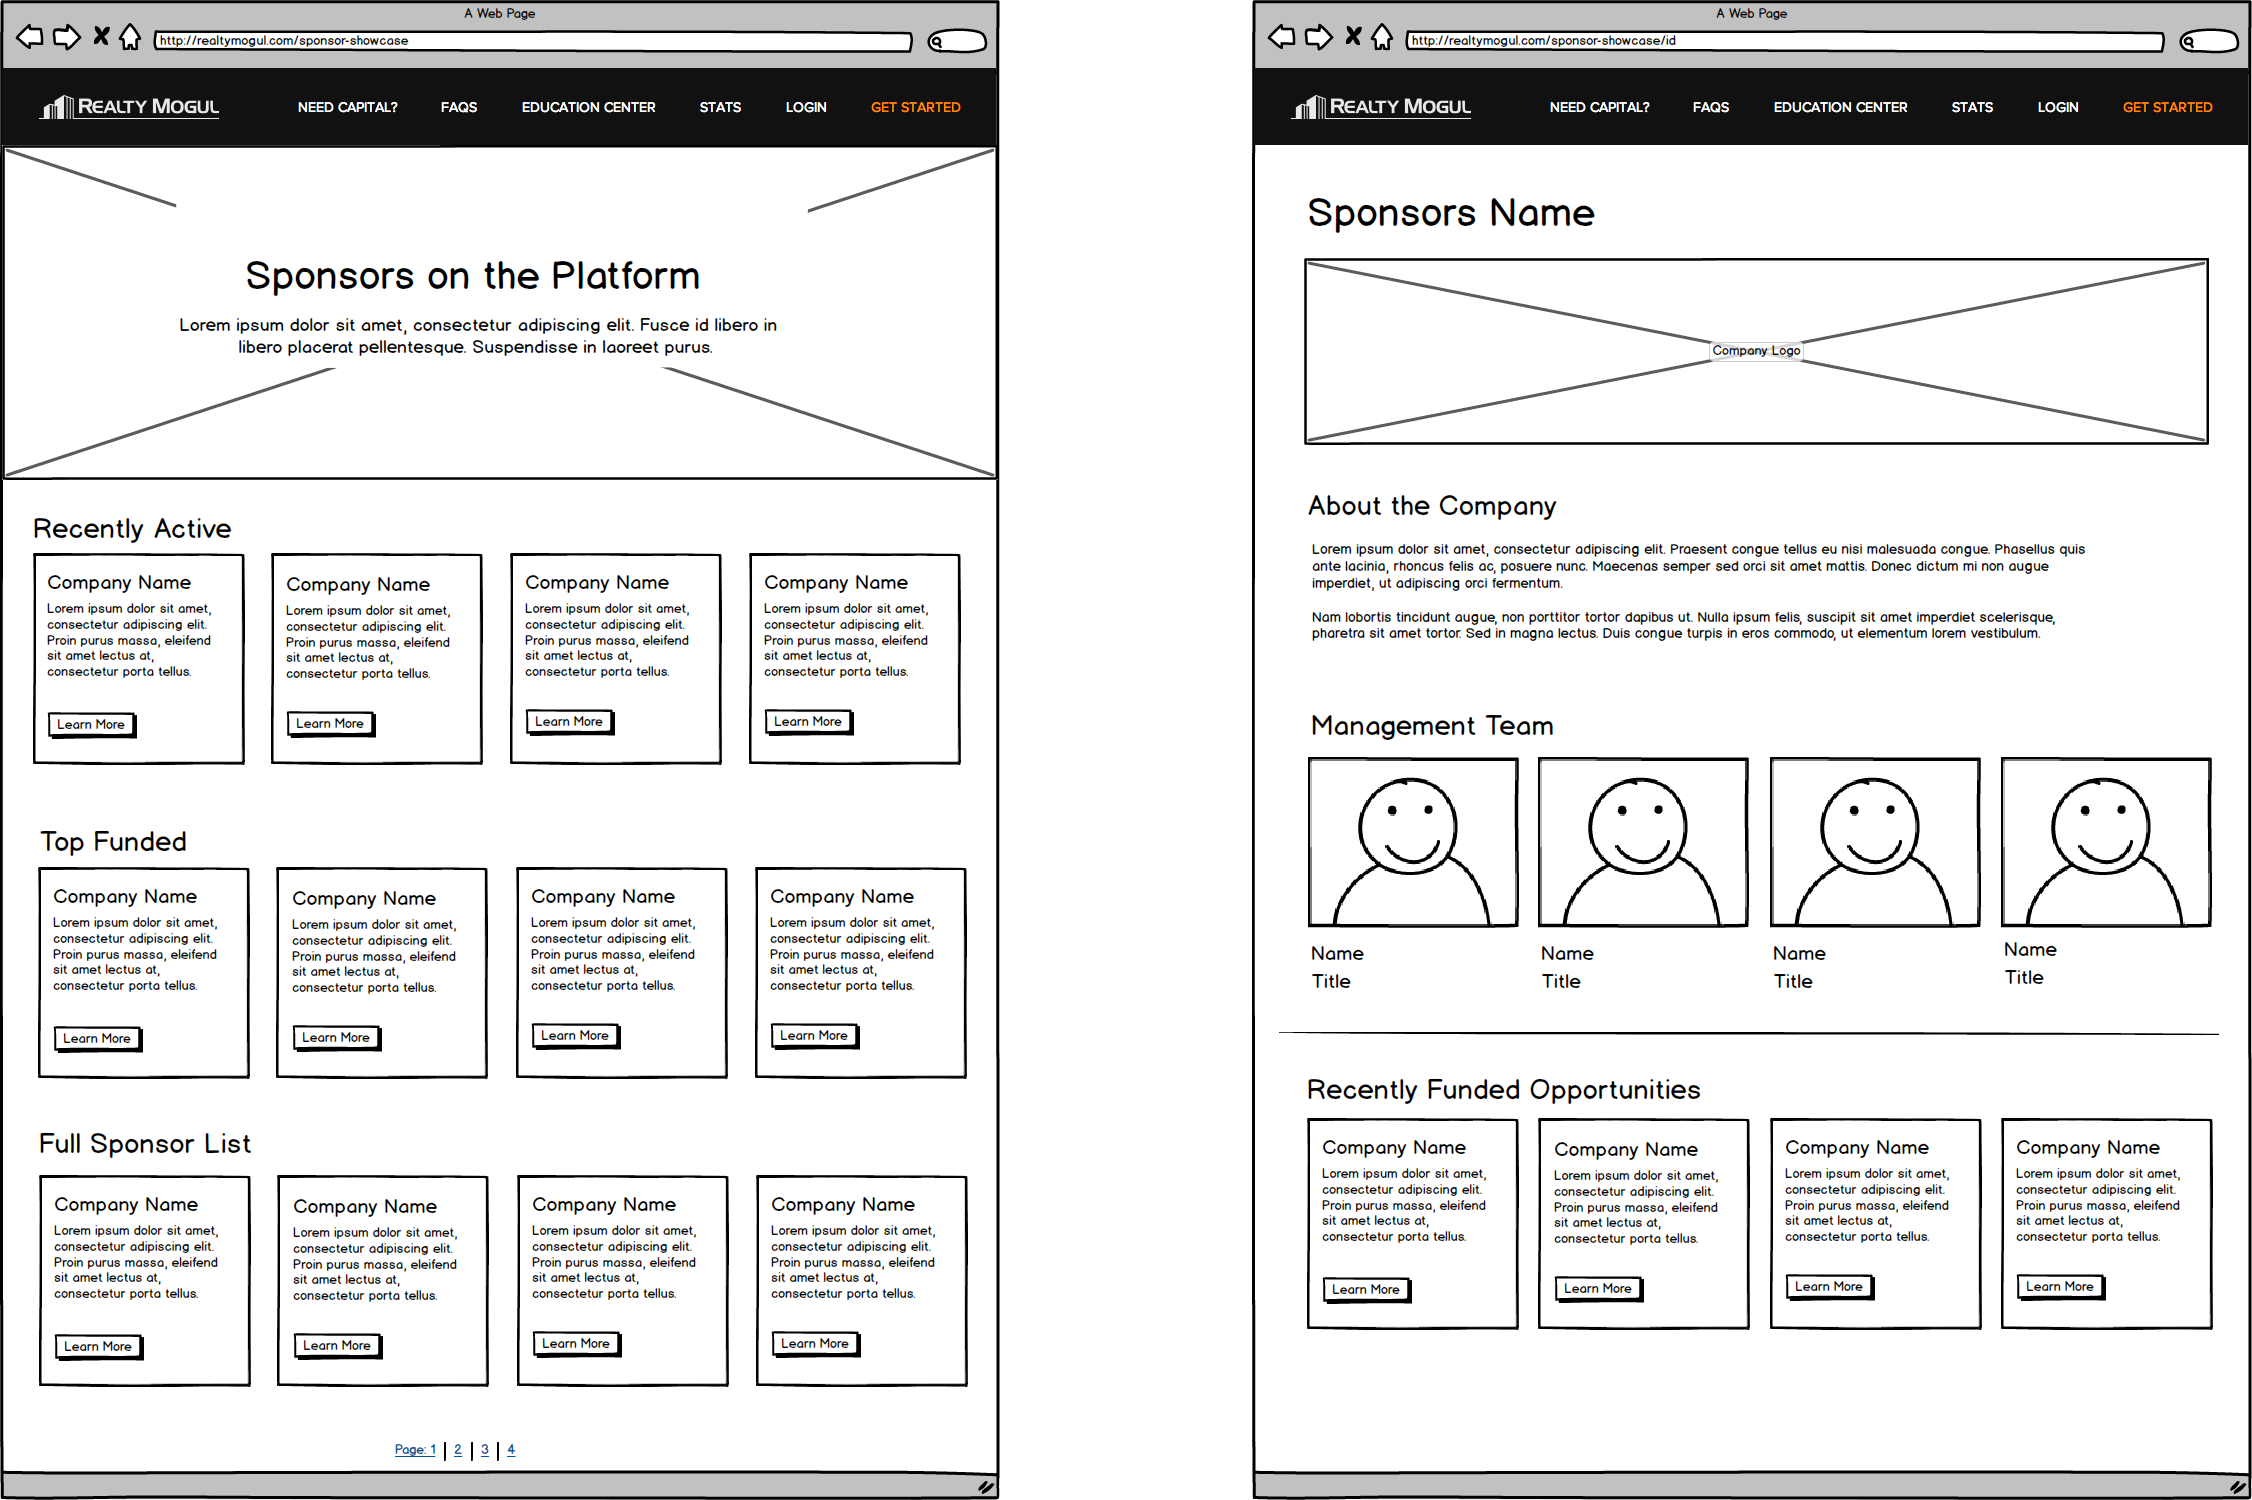 A Web Page
http://realtymogul.com/sponsor-showcase
REALTY MOGUL
NEED CAPITAL? FAQS EDUCATION CENTER STATS LOGIN GET STARTED
Sponsors on the Platform
Lorem ipsum dolor sit amet, consectetur adipiscing elit. Fusce id libero in
libero placerat pellentesque. Suspendisse in laoreet purus.
Recently Active
Company Name
Lorem ipsum dolor sit amet,
consectetur adipiscing elit.
Proin purus massa, eleifend
sit amet lectus at,
consectetur porta tellus.
Learn More
Company Name
Lorem ipsum dolor sit amet,
consectetur adipiscing elit.
Proin purus massa, eleifend
sit amet lectus at,
consectetur porta tellus.
Learn More
Company Name
Lorem ipsum dolor sit amet,
consectetur adipiscing elit.
Proin purus massa, eleifend
sit amet lectus at,
consectetur porta tellus.
Learn More
Company Name
Lorem ipsum dolor sit amet,
consectetur adipiscing elit.
Proin purus massa, eleifend
sit amet lectus at,
consectetur porta tellus.
Learn More
Top Funded
Company Name
Lorem ipsum dolor sit amet,
consectetur adipiscing elit.
Proin purus massa, eleifend
sit amet lectus at,
consectetur porta tellus.
Learn More
Company Name
Lorem ipsum dolor sit amet,
consectetur adipiscing elit.
Proin purus massa, eleifend
sit amet lectus at,
consectetur porta tellus.
Learn More
Company Name
Lorem ipsum dolor sit amet,
consectetur adipiscing elit.
Proin purus massa, eleifend
sit amet lectus at,
consectetur porta tellus.
Learn More
Company Name
Lorem ipsum dolor sit amet,
consectetur adipiscing elit.
Proin purus massa, eleifend
sit amet lectus at,
consectetur porta tellus.
Learn More
Full Sponsor List
Company Name
Lorem ipsum dolor sit amet,
consectetur adipiscing elit.
Proin purus massa, eleifend
sit amet lectus at,
consectetur porta tellus.
Learn More
Company Name
Lorem ipsum dolor sit amet,
consectetur adipiscing elit.
Proin purus massa, eleifend
sit amet lectus at,
consectetur porta tellus.
Learn More
Company Name
Lorem ipsum dolor sit amet,
consectetur adipiscing elit.
Proin purus massa, eleifend
sit amet lectus at,
consectetur porta tellus.
Learn More
Company Name
Lorem ipsum dolor sit amet,
consectetur adipiscing elit.
Proin purus massa, eleifend
sit amet lectus at,
consectetur porta tellus.
Learn More
Page: 1 | 2 | 3 | 4
A Web Page
http://realtymogul.com/sponsor-showcase/id
REALTY MOGUL
NEED CAPITAL? FAQS EDUCATION CENTER STATS LOGIN GET STARTED
Sponsors Name
Company Logo
About the Company
Lorem ipsum dolor sit amet, consectetur adipiscing elit. Praesent congue tellus eu nisi malesuada congue. Phasellus quis
ante lacinia, rhoncus felis ac, posuere nunc. Maecenas semper sed orci sit amet mattis. Donec dictum mi non augue
imperdiet, ut adipiscing orci fermentum.
Nam lobortis tincidunt augue, non porttitor tortor dapibus ut. Nulla ipsum felis, suscipit sit amet imperdiet scelerisque,
pharetra sit amet tortor. Sed in magna lectus. Duis congue turpis in eros commodo, ut elementum lorem vestibulum.
Management Team
Name
Title
Name
Title
Name
Title
Name
Title
Recently Funded Opportunities
Company Name
Lorem ipsum dolor sit amet,
consectetur adipiscing elit.
Proin purus massa, eleifend
sit amet lectus at,
consectetur porta tellus.
Learn More
Company Name
Lorem ipsum dolor sit amet,
consectetur adipiscing elit.
Proin purus massa, eleifend
sit amet lectus at,
consectetur porta tellus.
Learn More
Company Name
Lorem ipsum dolor sit amet,
consectetur adipiscing elit.
Proin purus massa, eleifend
sit amet lectus at,
consectetur porta tellus.
Learn More
Company Name
Lorem ipsum dolor sit amet,
consectetur adipiscing elit.
Proin purus massa, eleifend
sit amet lectus at,
consectetur porta tellus.
Learn More